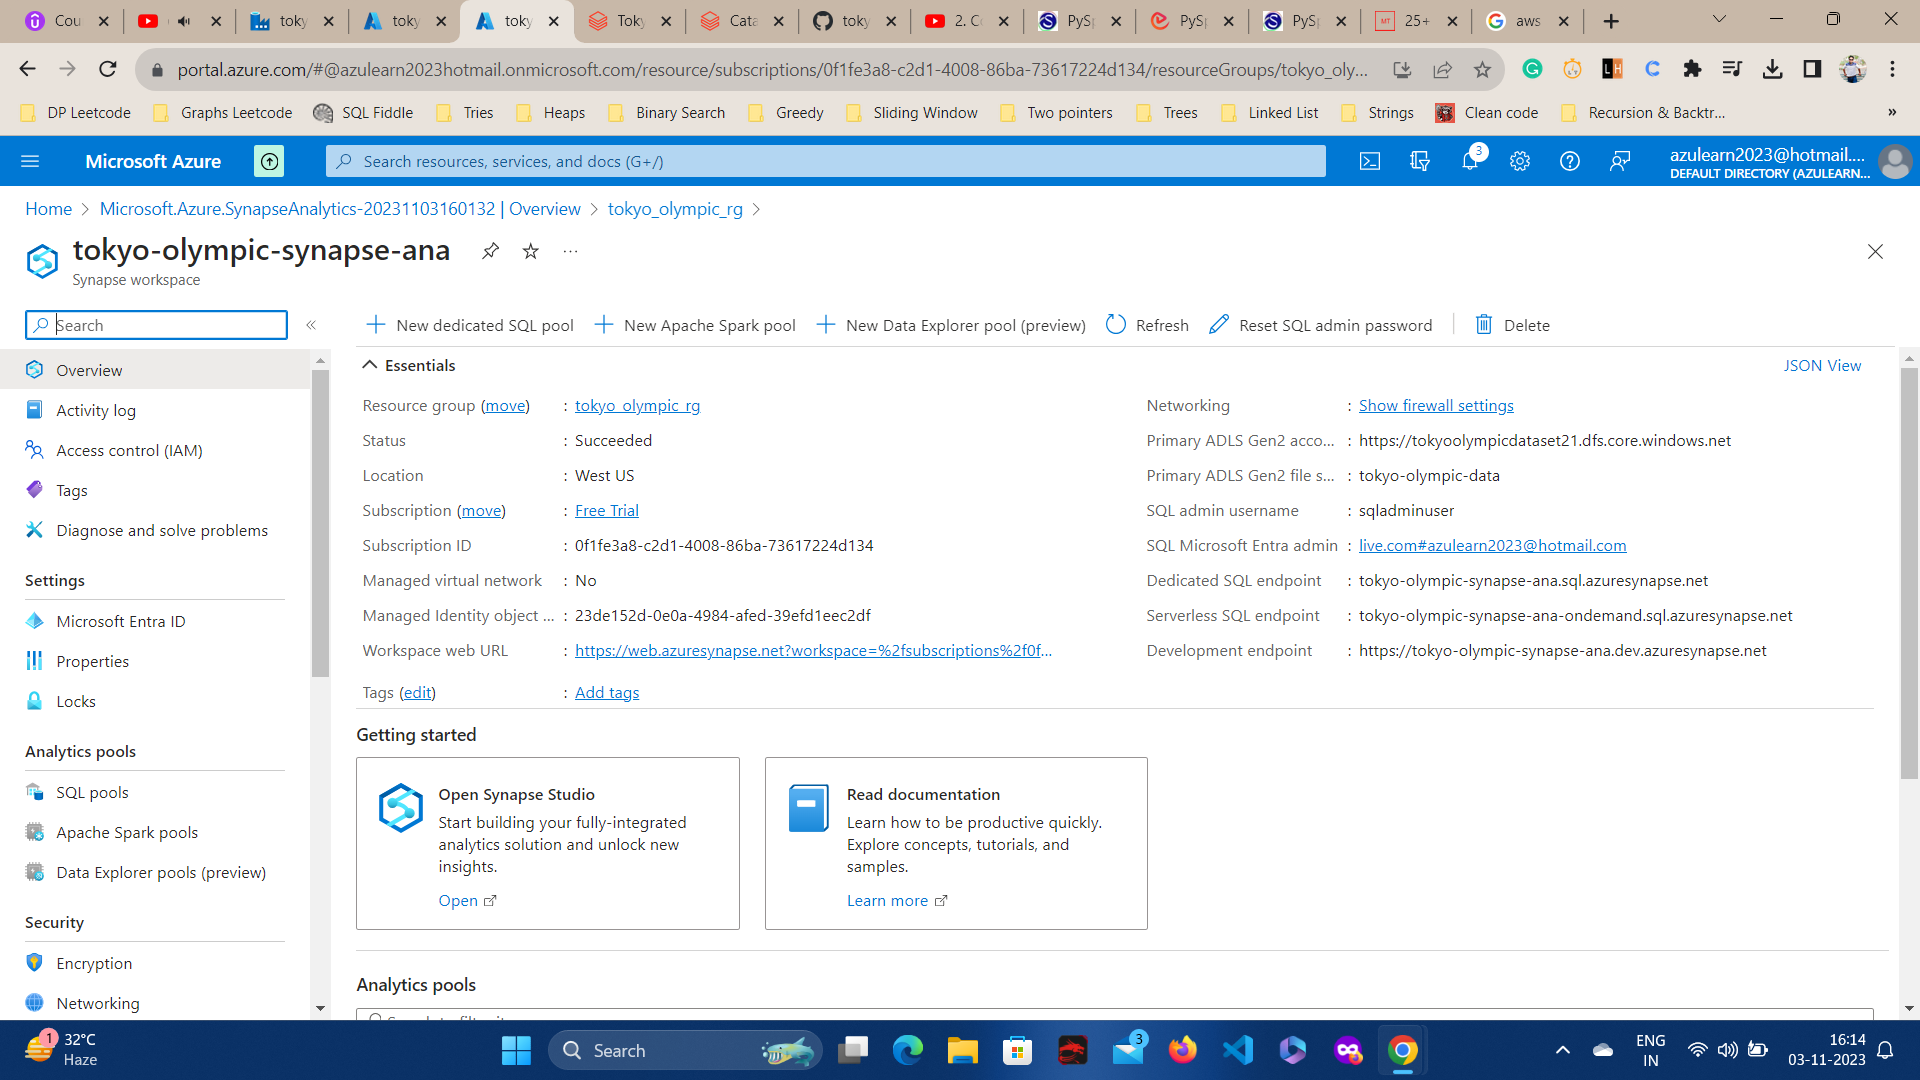 Cou
toky
toky
toky
Toky
Cata
toky
2. Co
PySp
PySp
PySp
MT
25+
aws
portal.azure.com/#@azulearn2023hotmail.onmicrosoft.com/resource/subscriptions/0f1fe3a8-c2d1-4008-86ba-73617224d134/resourceGroups/tokyo_oly...
DP Leetcode
Graphs Leetcode
SQL Fiddle
Tries
Heaps
Binary Search
Greedy
Sliding Window
Two pointers
Trees
Linked List
Strings
Clean code
Recursion & Backtr...
»
Microsoft Azure
Search resources, services, and docs (G+/)
3
azulearn2023@hotmail....
DEFAULT DIRECTORY (AZULEARN...
Home > Microsoft.Azure.SynapseAnalytics-20231103160132 | Overview > tokyo_olympic_rg >
tokyo-olympic-synapse-ana
Synapse workspace
Search
«
New dedicated SQL pool
New Apache Spark pool
New Data Explorer pool (preview)
Refresh
Reset SQL admin password
Delete
Overview
Activity log
Access control (IAM)
Tags
Diagnose and solve problems
Settings
Microsoft Entra ID
Properties
Locks
Analytics pools
SQL pools
Apache Spark pools
Data Explorer pools (preview)
Security
Encryption
Networking
Essentials
JSON View
Resource group (move) : tokyo_olympic_rg
Status : Succeeded
Location : West US
Subscription (move) : Free Trial
Subscription ID : 0f1fe3a8-c2d1-4008-86ba-73617224d134
Managed virtual network : No
Managed Identity object ... : 23de152d-0e0a-4984-afed-39efd1eec2df
Workspace web URL : https://web.azuresynapse.net?workspace=%2fsubscriptions%2f0f...
Tags (edit) : Add tags
Networking : Show firewall settings
Primary ADLS Gen2 acco... : https://tokyoolympicdataset21.dfs.core.windows.net
Primary ADLS Gen2 file s... : tokyo-olympic-data
SQL admin username : sqladminuser
SQL Microsoft Entra admin : live.com#azulearn2023@hotmail.com
Dedicated SQL endpoint : tokyo-olympic-synapse-ana.sql.azuresynapse.net
Serverless SQL endpoint : tokyo-olympic-synapse-ana-ondemand.sql.azuresynapse.net
Development endpoint : https://tokyo-olympic-synapse-ana.dev.azuresynapse.net
Getting started
Open Synapse Studio
Start building your fully-integrated
analytics solution and unlock new
insights.
Open
Read documentation
Learn how to be productive quickly.
Explore concepts, tutorials, and
samples.
Learn more
Analytics pools
1
32°C
Haze
Search
3
ENG
IN
16:14
03-11-2023